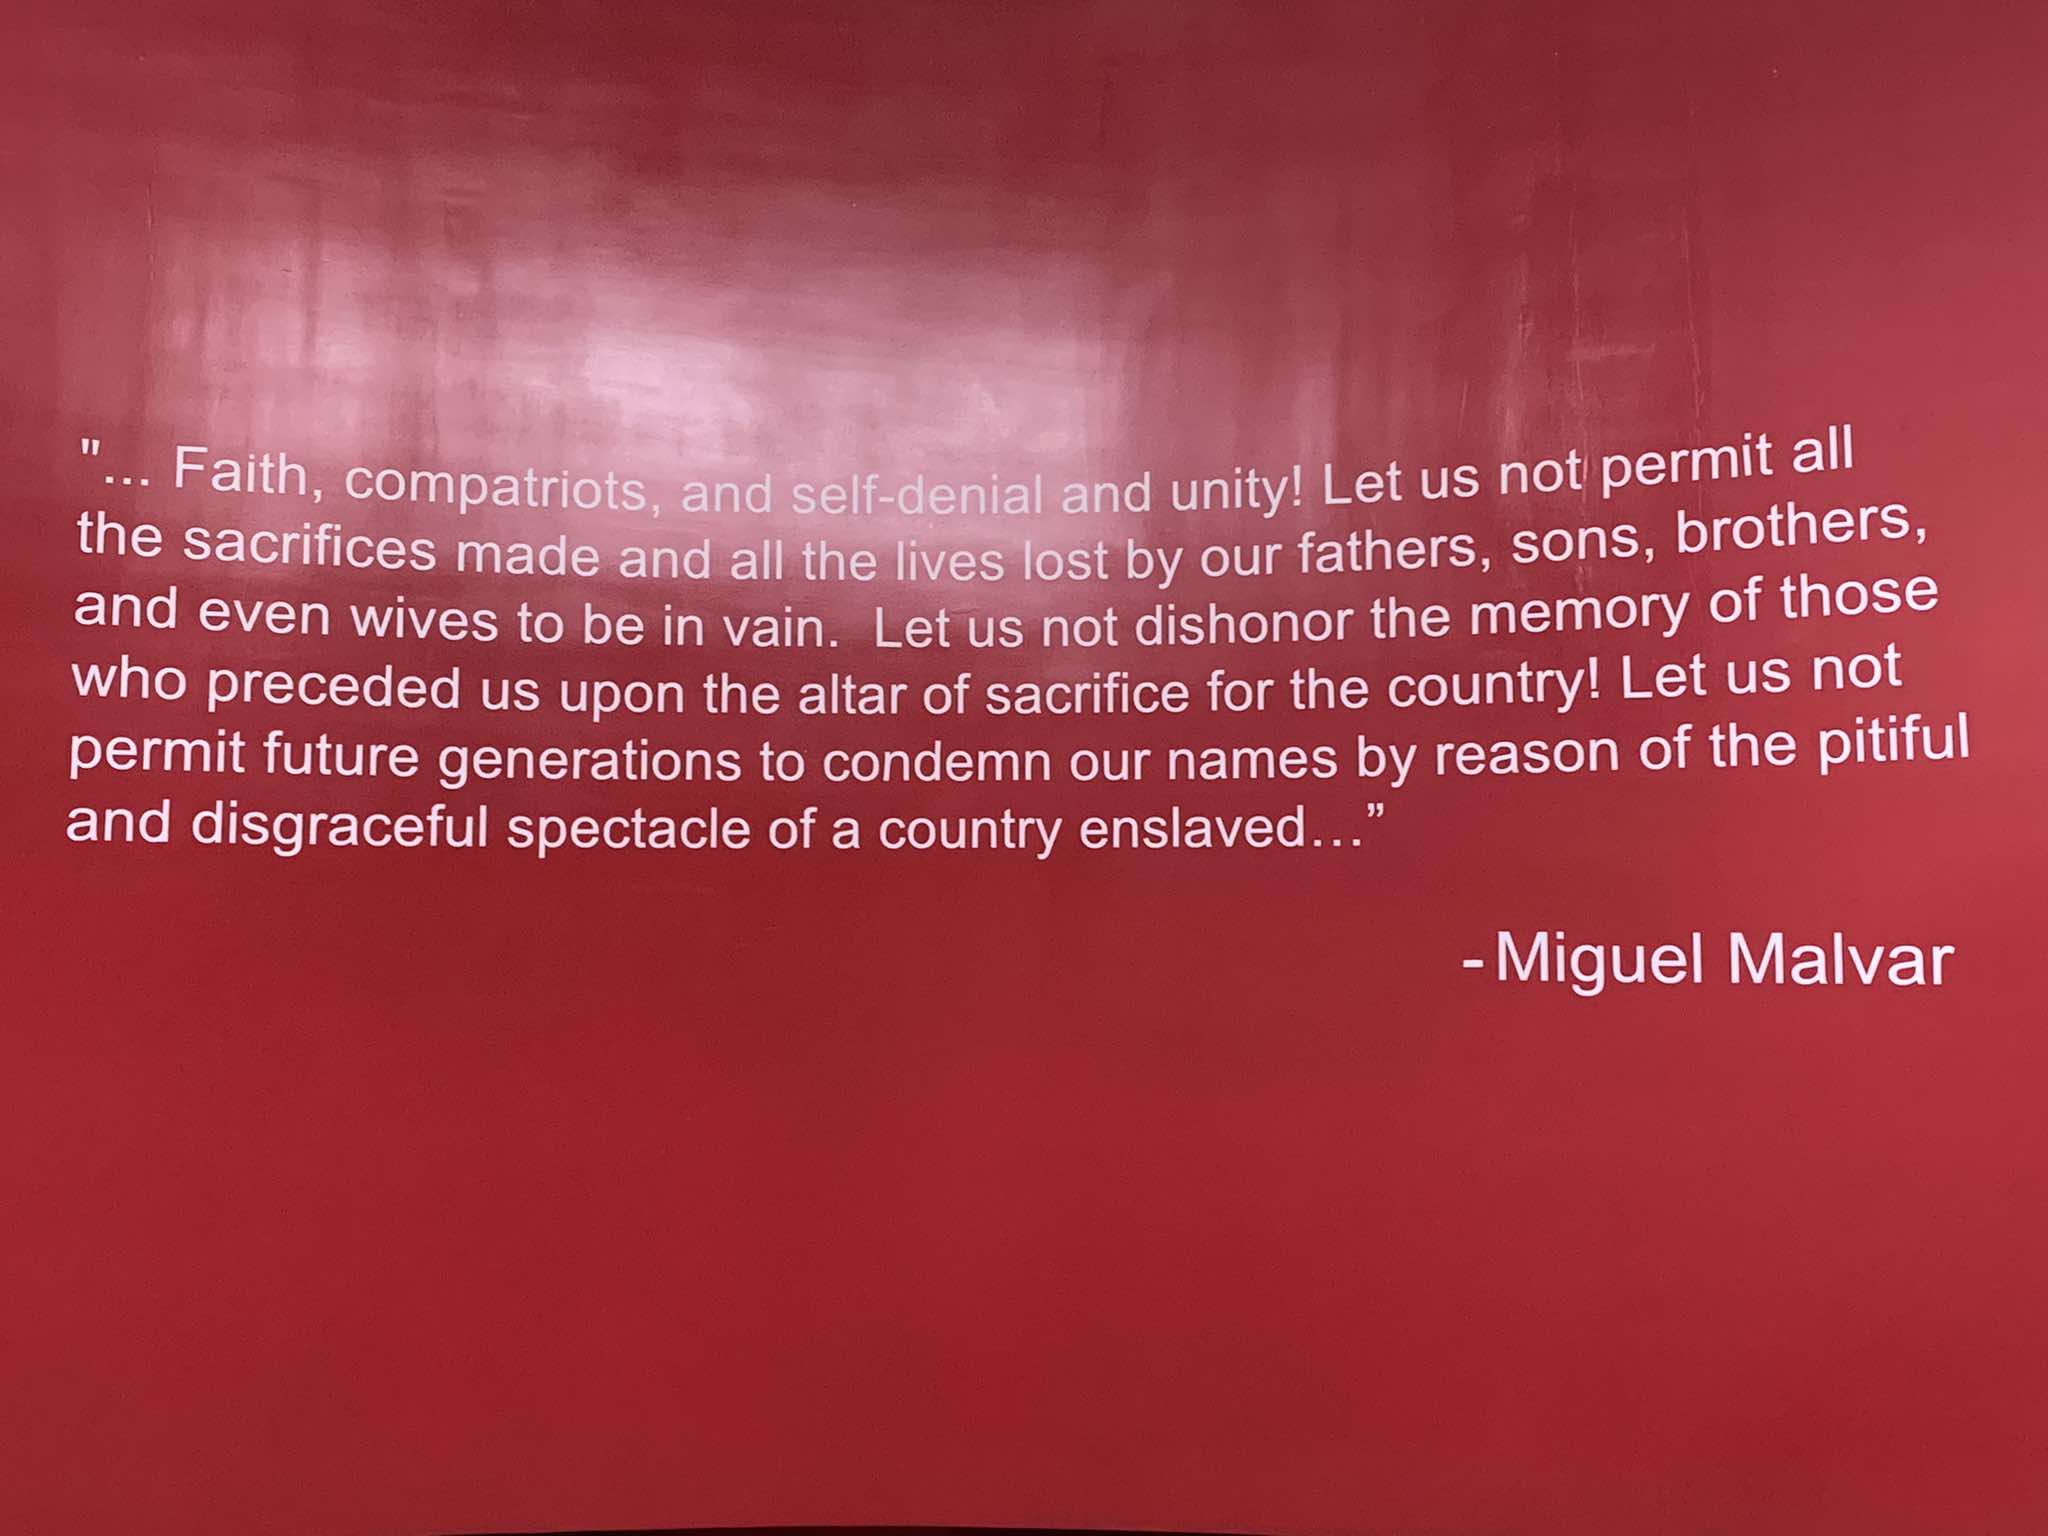 "... Faith, compatriots, and self-denial and unity! Let us not permit all
the sacrifices made and all the lives lost by our fathers, sons, brothers,
and even wives to be in vain.  Let us not dishonor the memory of those
who preceded us upon the altar of sacrifice for the country! Let us not
permit future generations to condemn our names by reason of the pitiful
and disgraceful spectacle of a country enslaved…”
-Miguel Malvar